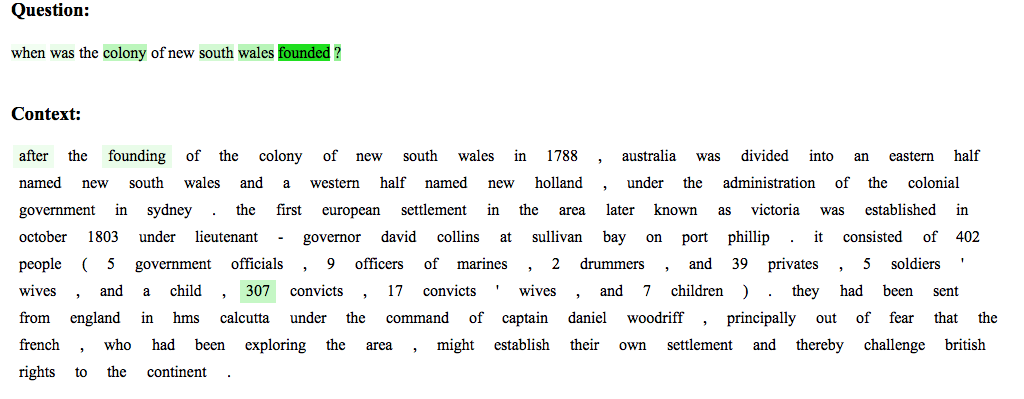 Question:
when was the colony of new south wales founded ?
Context:
after the founding of the colony of new south wales in 1788 , australia was divided into an eastern half
named new south wales and a western half named new holland , under the administration of the colonial
government in sydney . the first european settlement in the area later known as victoria was established in
october 1803 under lieutenant - governor david collins at sullivan bay on port phillip . it consisted of 402
people ( 5 government officials , 9 officers of marines , 2 drummers , and 39 privates , 5 soldiers '
wives , and a child , 307 convicts , 17 convicts ' wives , and 7 children ) . they had been sent
from england in hms calcutta under the command of captain daniel woodriff , principally out of fear that the
french , who had been exploring the area , might establish their own settlement and thereby challenge british
rights to the continent .